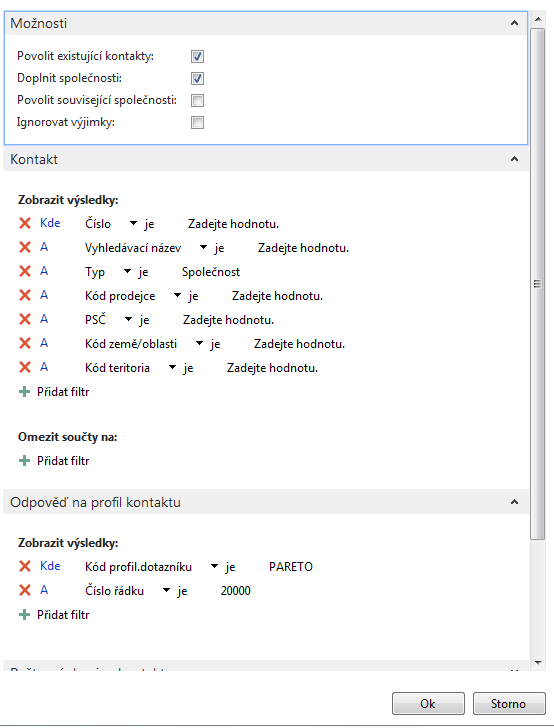 Možnosti
Povolit existující kontakty:
Doplnit společnosti:
Povolit související společnosti:
Ignorovat výjimky:
Kontakt
Zobrazit výsledky:
Kde Číslo je Zadejte hodnotu.
A Vyhledávací název je Zadejte hodnotu.
A Typ je Společnost
A Kód prodejce je Zadejte hodnotu.
A PSČ je Zadejte hodnotu.
A Kód země/oblasti je Zadejte hodnotu.
A Kód teritoria je Zadejte hodnotu.
Přidat filtr
Omezit součty na:
Přidat filtr
Odpověď na profil kontaktu
Zobrazit výsledky:
Kde Kód profil.dotazníku je PARETO
A Číslo řádku je 20000
Přidat filtr
Ok Storno